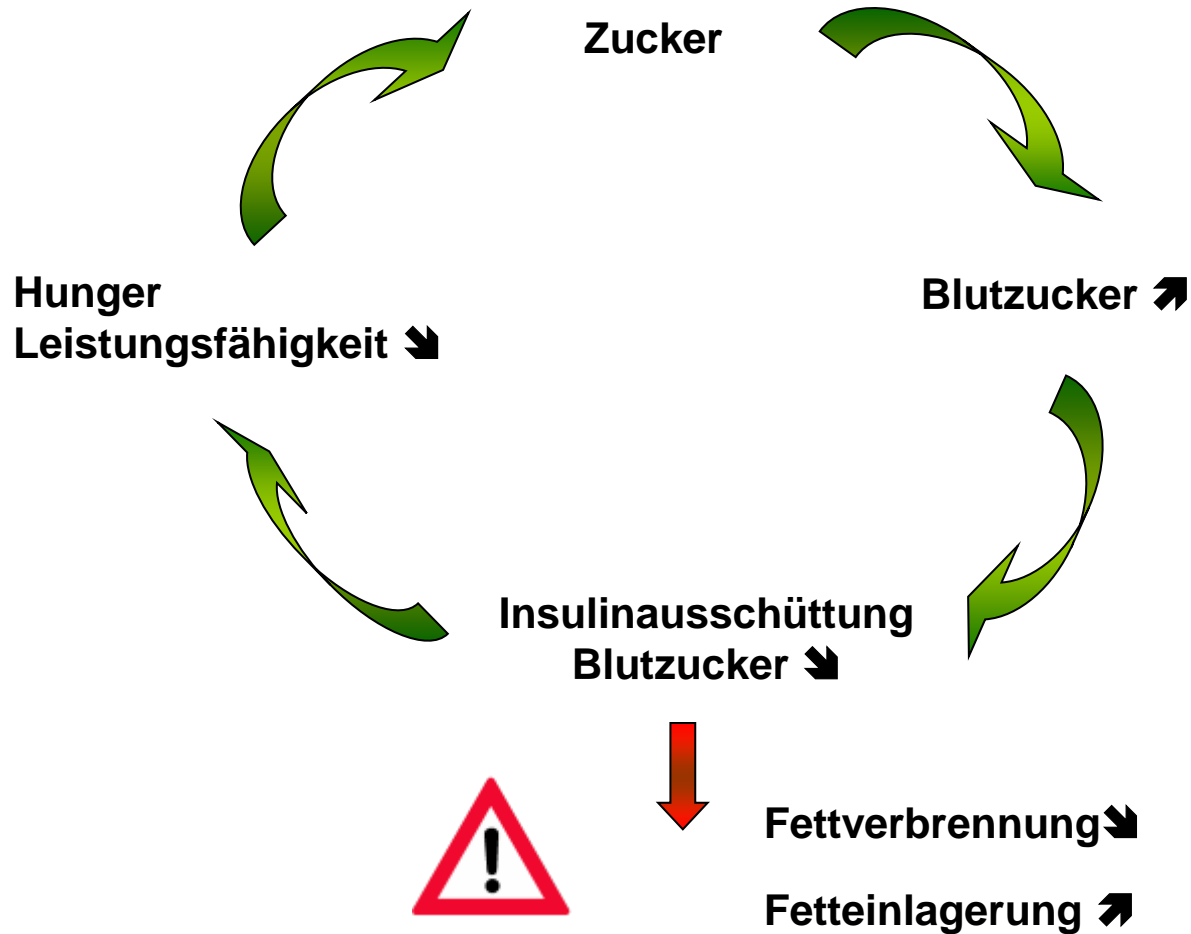 Zucker
Blutzucker ⬈
Hunger
Leistungsfähigkeit ⬊
Insulinausschüttung
Blutzucker ⬊
Fettverbrennung⬊
Fetteinlagerung ⬈